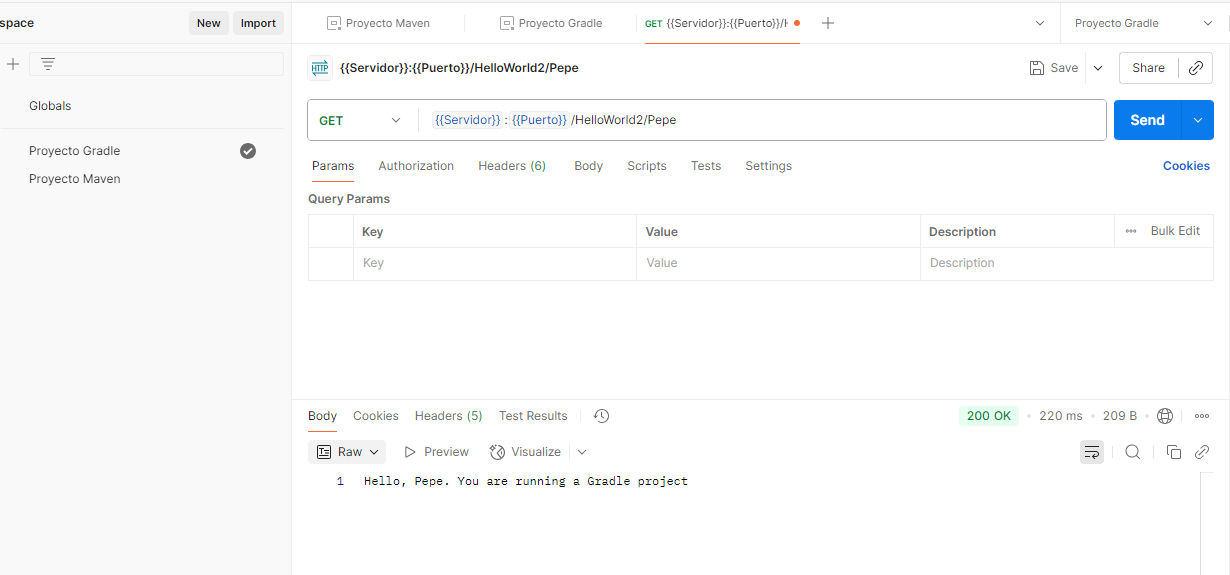 space New Import
Proyecto Maven Proyecto Gradle GET {{Servidor}}:{{Puerto}}/H Proyecto Gradle
HTTP {{Servidor}}:{{Puerto}}/HelloWorld2/Pepe Save Share
Globals
GET {{Servidor}} : {{Puerto}} /HelloWorld2/Pepe Send
Proyecto Gradle
Proyecto Maven
Params Authorization Headers (6) Body Scripts Tests Settings Cookies
Query Params
Key Value Description Bulk Edit
Key Value Description
Body Cookies Headers (5) Test Results 200 OK 220 ms 209 B
Raw Preview Visualize
1 Hello, Pepe. You are running a Gradle project